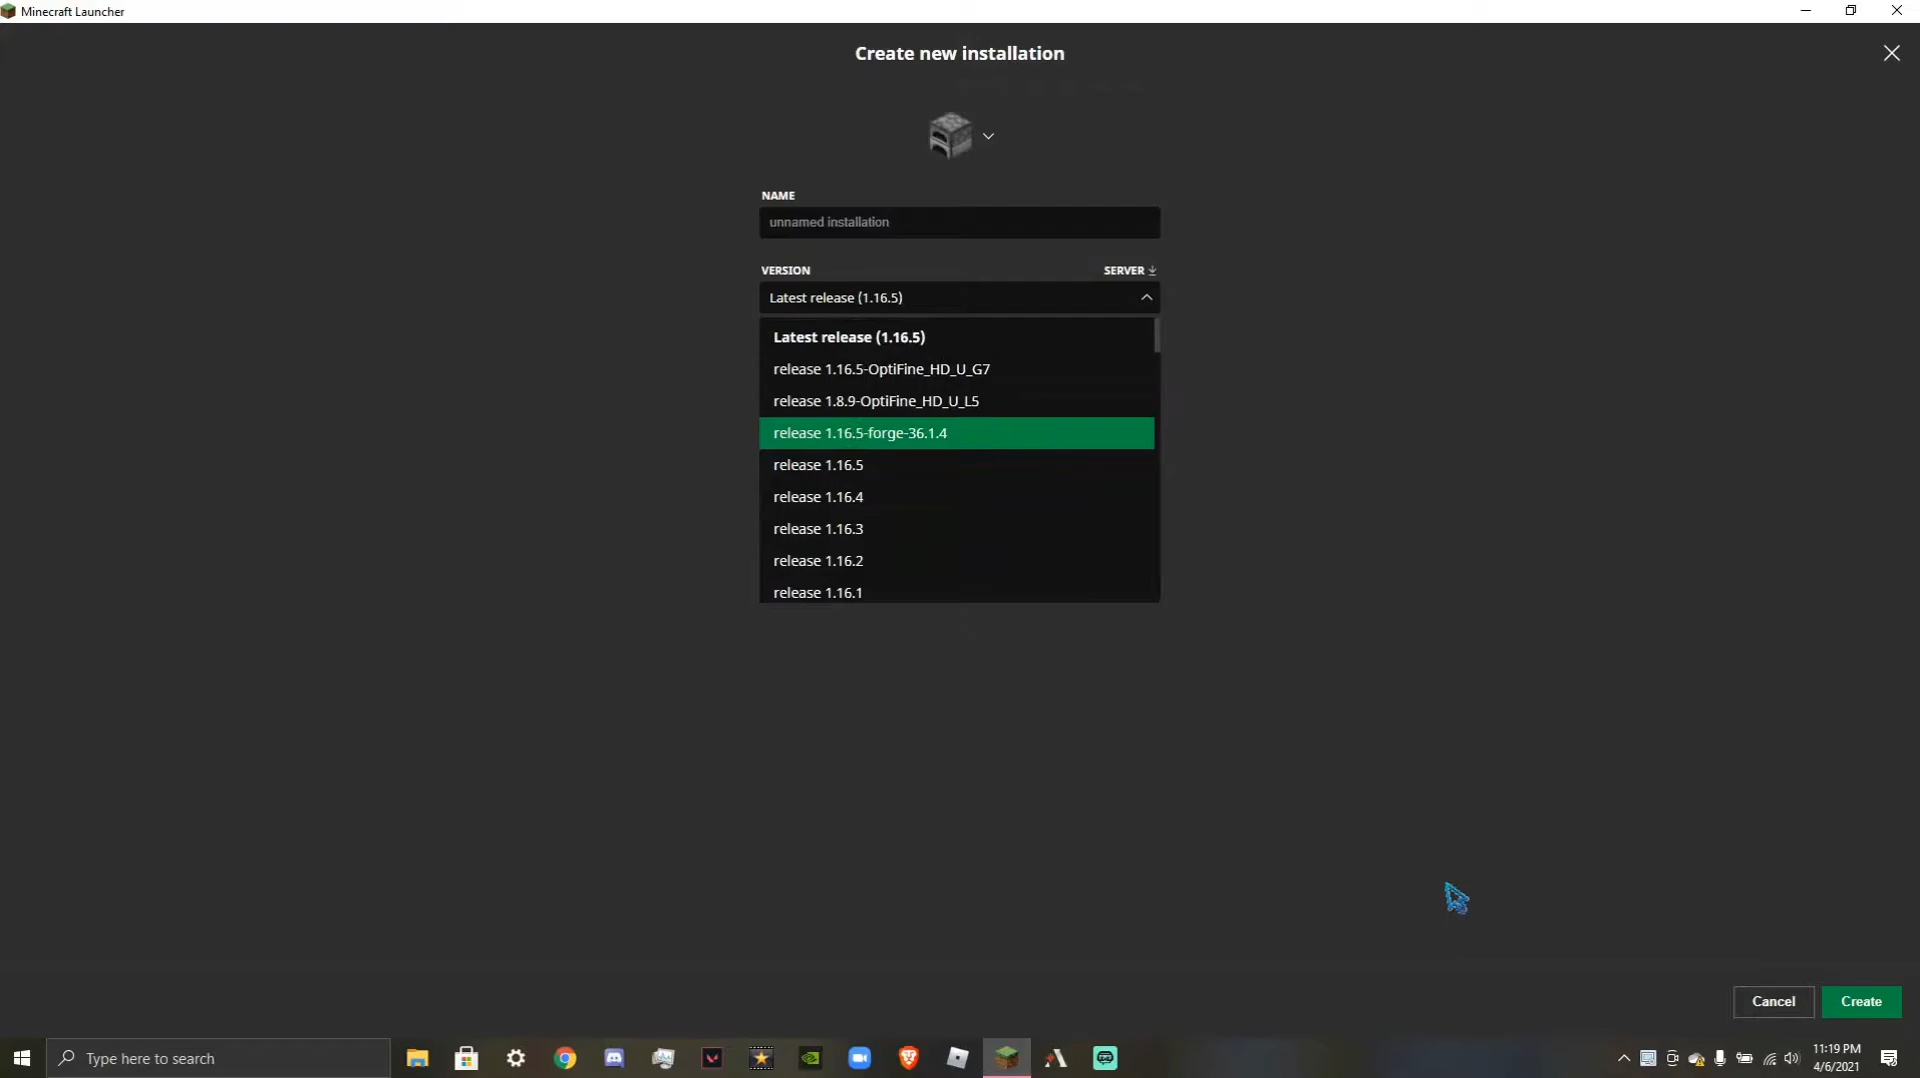 Minecraft Launcher
Create new installation
NAME
unnamed installation
VERSION
SERVER
Latest release (1.16.5)
Latest release (1.16.5)
release 1.16.5-OptiFine_HD_U_G7
release 1.8.9-OptiFine_HD_U_L5
release 1.16.5-forge-36.1.4
release 1.16.5
release 1.16.4
release 1.16.3
release 1.16.2
release 1.16.1
Cancel
Create
Type here to search
11:19 PM
4/6/2021